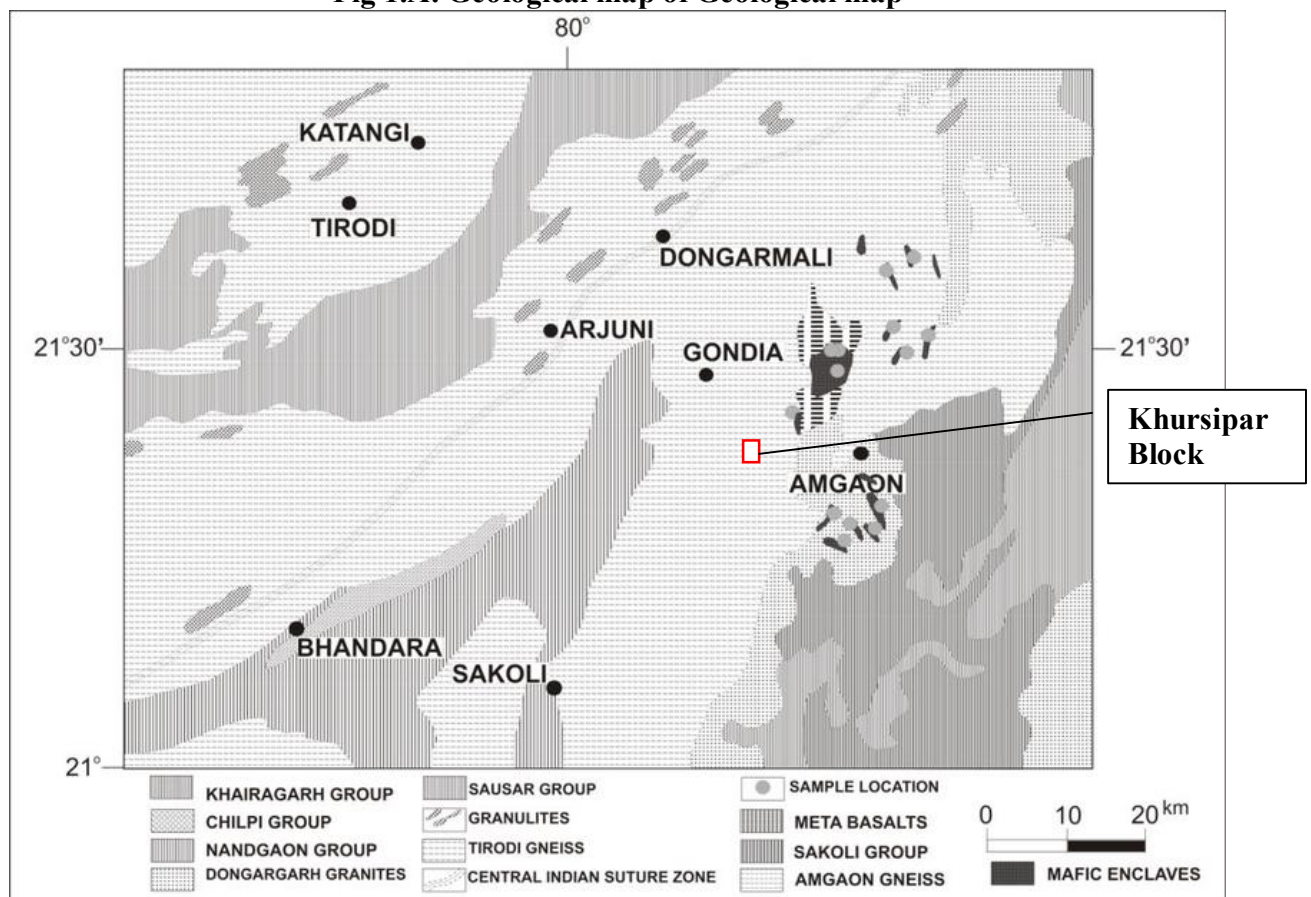 Fig 1.A: Geological map of Geological map
80°
KATANGI
TIRODI
DONGARMALI
ARJUNI
21°30'
GONDIA
21°30'
Khursipar
Block
AMGAON
BHANDARA
SAKOLI
21°
KHAIRAGARH GROUP
CHILPI GROUP
NANDGAON GROUP
DONGARGARH GRANITES
SAUSAR GROUP
GRANULITES
TIRODI GNEISS
CENTRAL INDIAN SUTURE ZONE
SAMPLE LOCATION
META BASALTS
SAKOLI GROUP
AMGAON GNEISS
0 10 20 km
MAFIC ENCLAVES